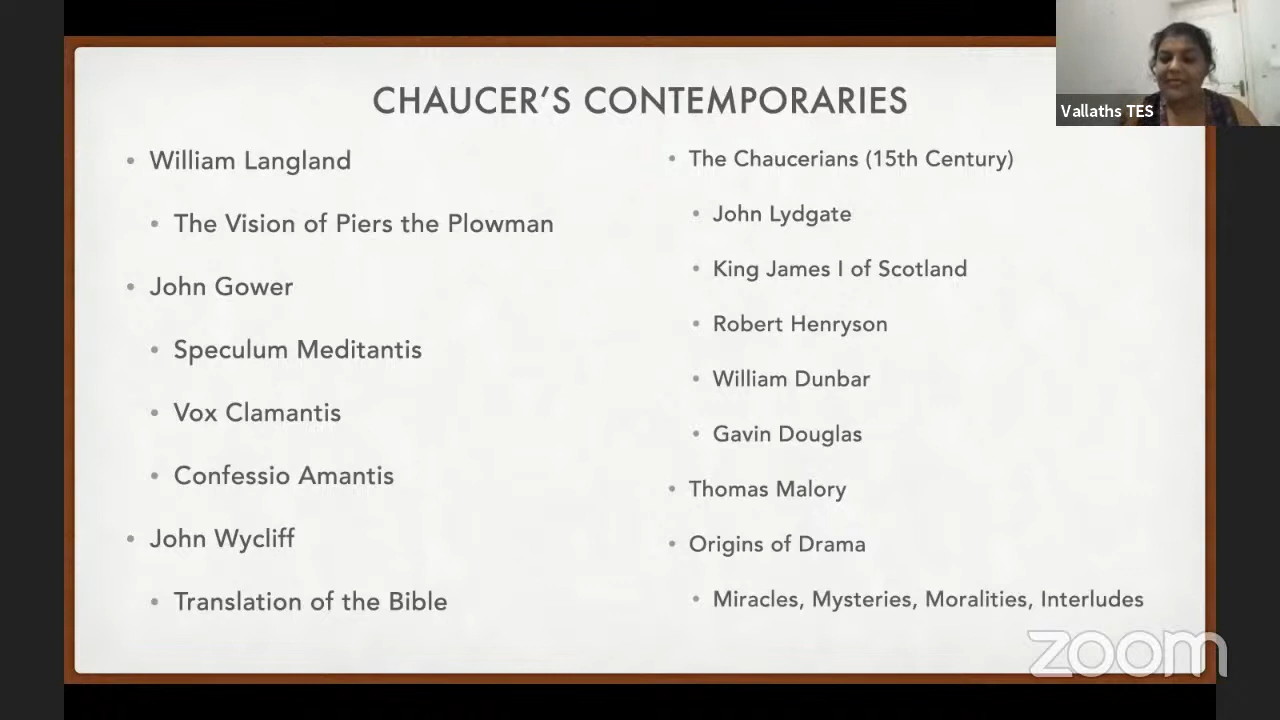 CHAUCER'S CONTEMPORARIES
Vallaths TES
• William Langland
• The Vision of Piers the Plowman
• John Gower
• Speculum Meditantis
• Vox Clamantis
• Confessio Amantis
• John Wycliff
• Translation of the Bible
• The Chaucerians (15th Century)
• John Lydgate
• King James I of Scotland
• Robert Henryson
• William Dunbar
• Gavin Douglas
• Thomas Malory
• Origins of Drama
• Miracles, Mysteries, Moralities, Interludes
zoom